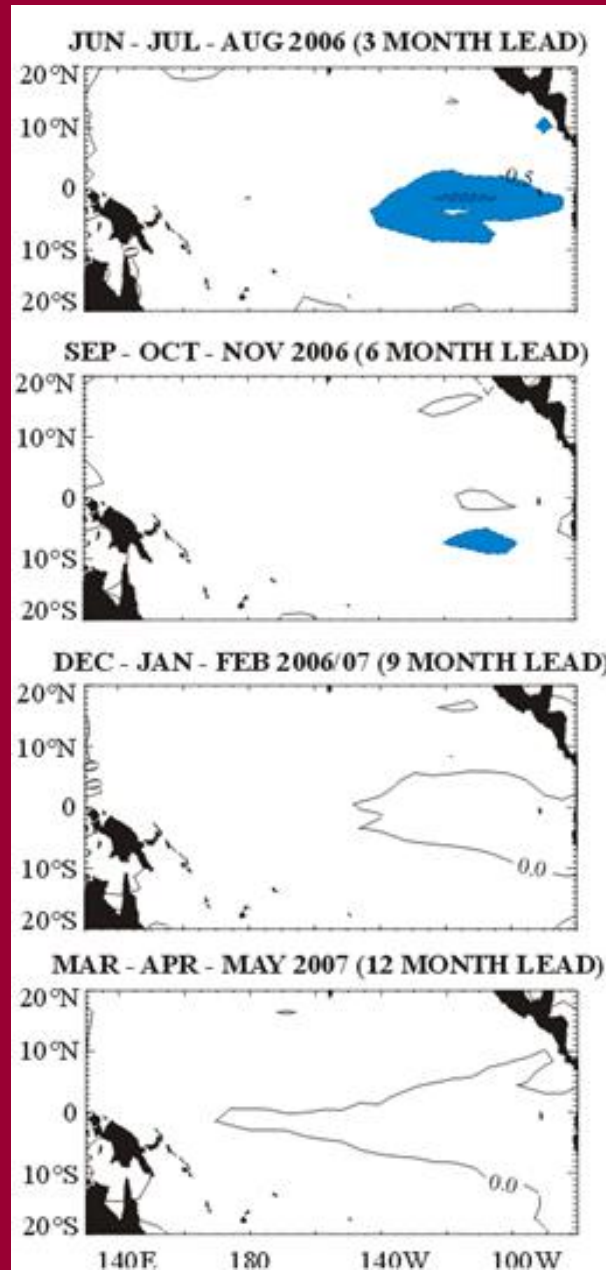 JUN - JUL - AUG 2006 (3 MONTH LEAD)
20°N
10°N
0.5
0
10°S
20°S
SEP - OCT - NOV 2006 (6 MONTH LEAD)
20°N
10°N
0
10°S
20°S
DEC - JAN - FEB 2006/07 (9 MONTH LEAD)
20°N
10°N
0
0.0
10°S
20°S
MAR - APR - MAY 2007 (12 MONTH LEAD)
20°N
10°N
0
10°S
0.0
20°S
140E 180 140W 100W